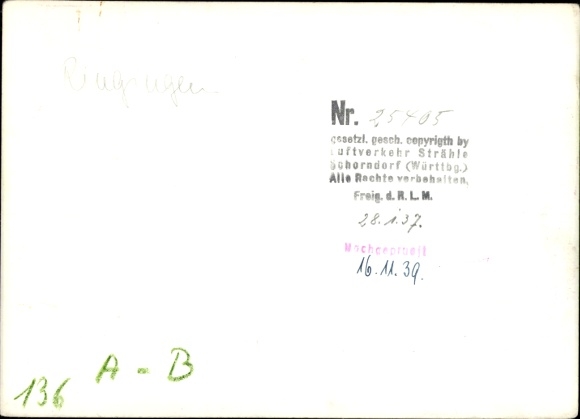 Nr. 25405
gesetzl. gesch. copyrigth by
Luftverkehr Strähle
Schorndorf (Württbg.)
Alle Rechte vorbehalten.
Freig. d. R. L. M.
28.1.37.
Nachgeprüft
16.11.39.
A - B
136